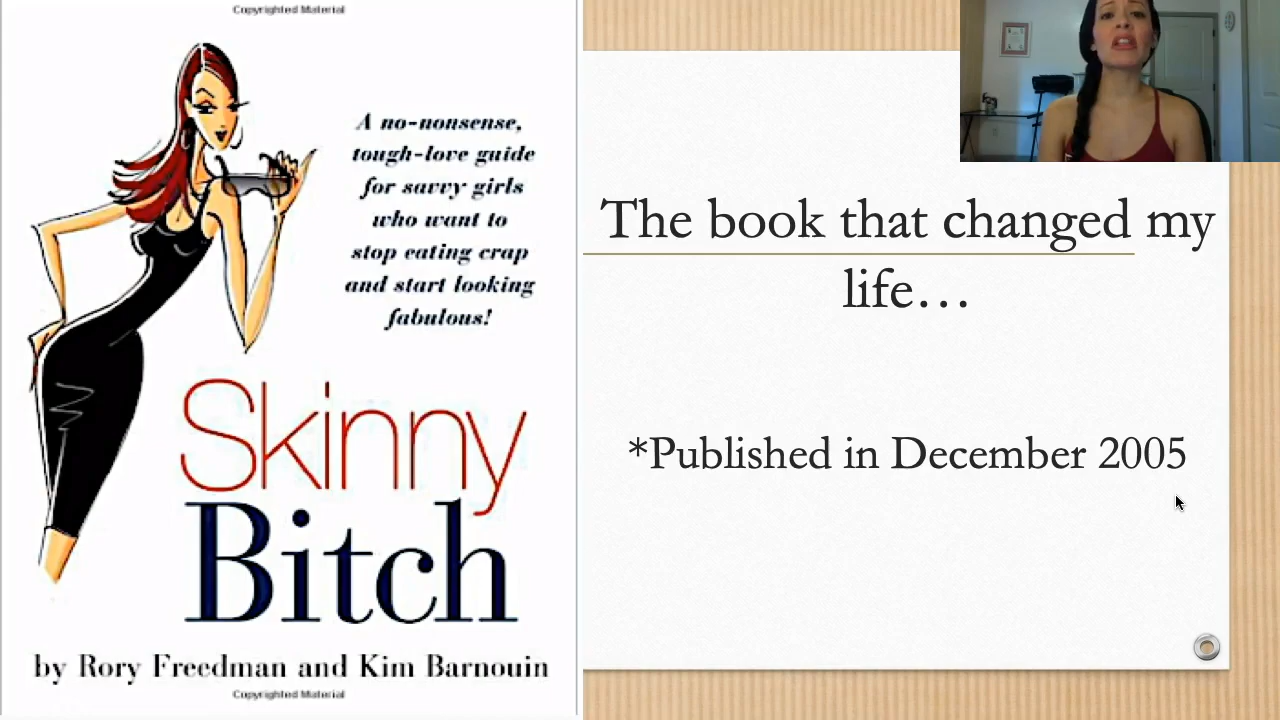 Copyrighted Material
A no-nonsense,
tough-love guide
for savvy girls
who want to
stop eating crap
and start looking
fabulous!
Skinny
Bitch
by Rory Freedman and Kim Barnouin
Copyrighted Material
The book that changed my
life…
*Published in December 2005